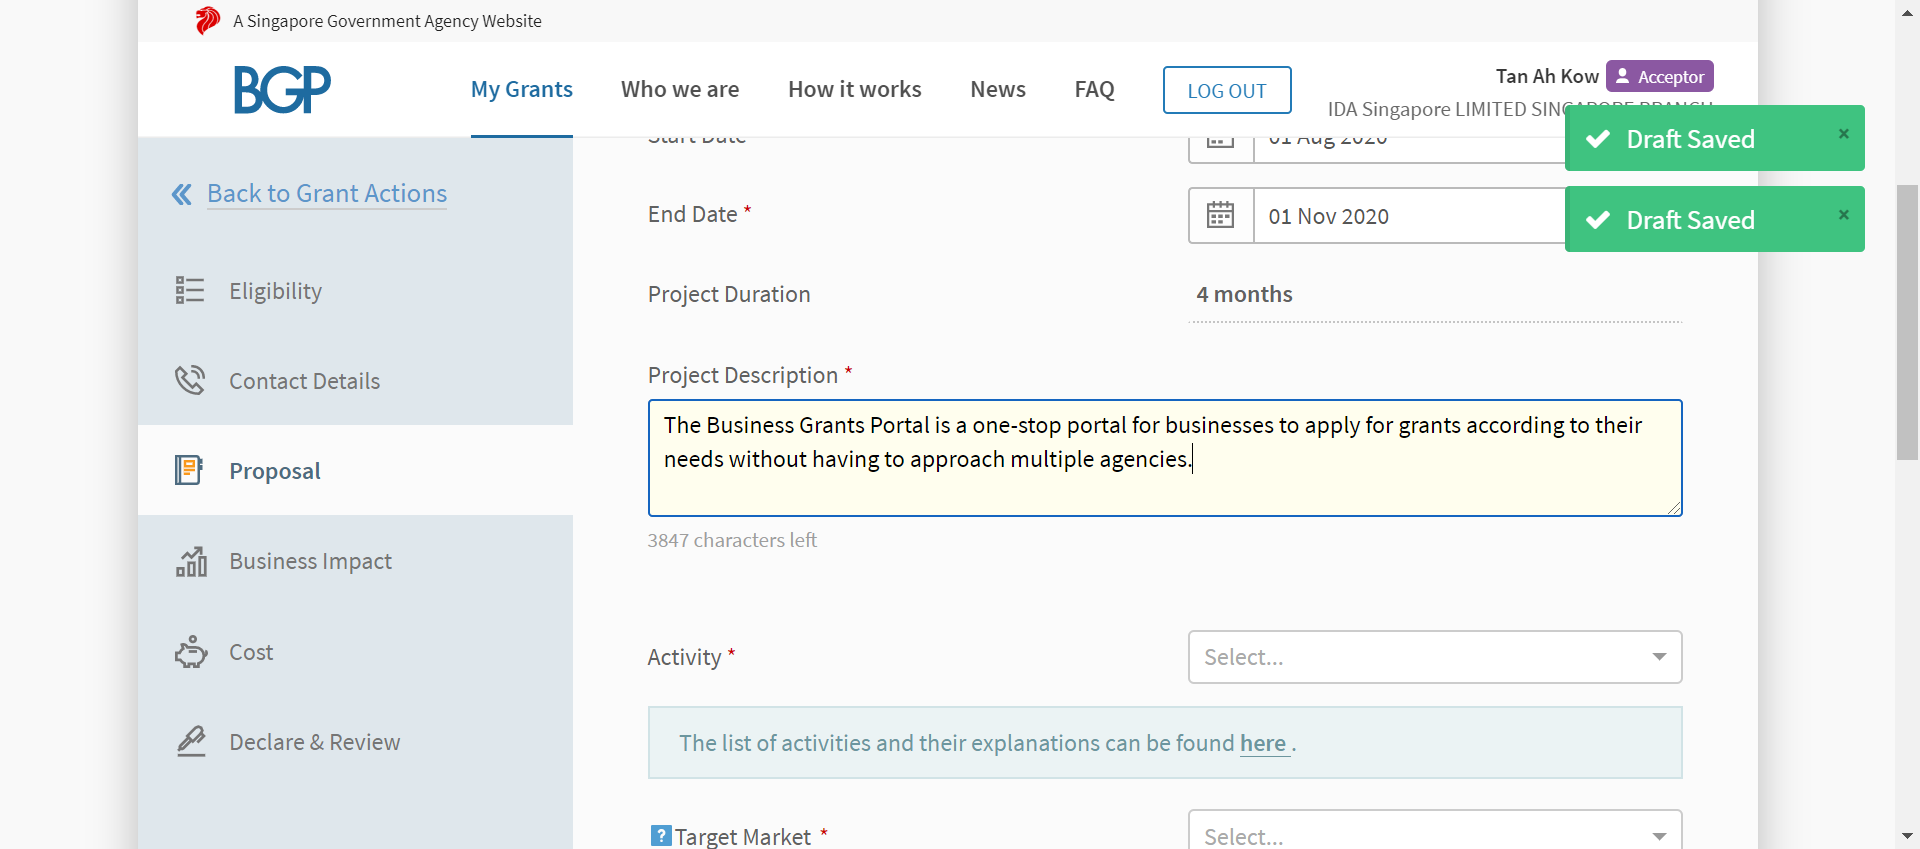 A Singapore Government Agency Website
BGP
My Grants
Who we are
How it works
News
FAQ
LOG OUT
Tan Ah Kow
Acceptor
IDA Singapore LIMITED SINGAPORE BRANCH
Draft Saved
×
Draft Saved
×
Back to Grant Actions
Eligibility
Contact Details
Proposal
Business Impact
Cost
Declare & Review
Start Date
01 Aug 2020
End Date *
01 Nov 2020
Project Duration
4 months
Project Description *
The Business Grants Portal is a one-stop portal for businesses to apply for grants according to their
needs without having to approach multiple agencies.
3847 characters left
Activity *
Select...
The list of activities and their explanations can be found here .
? Target Market *
Select...